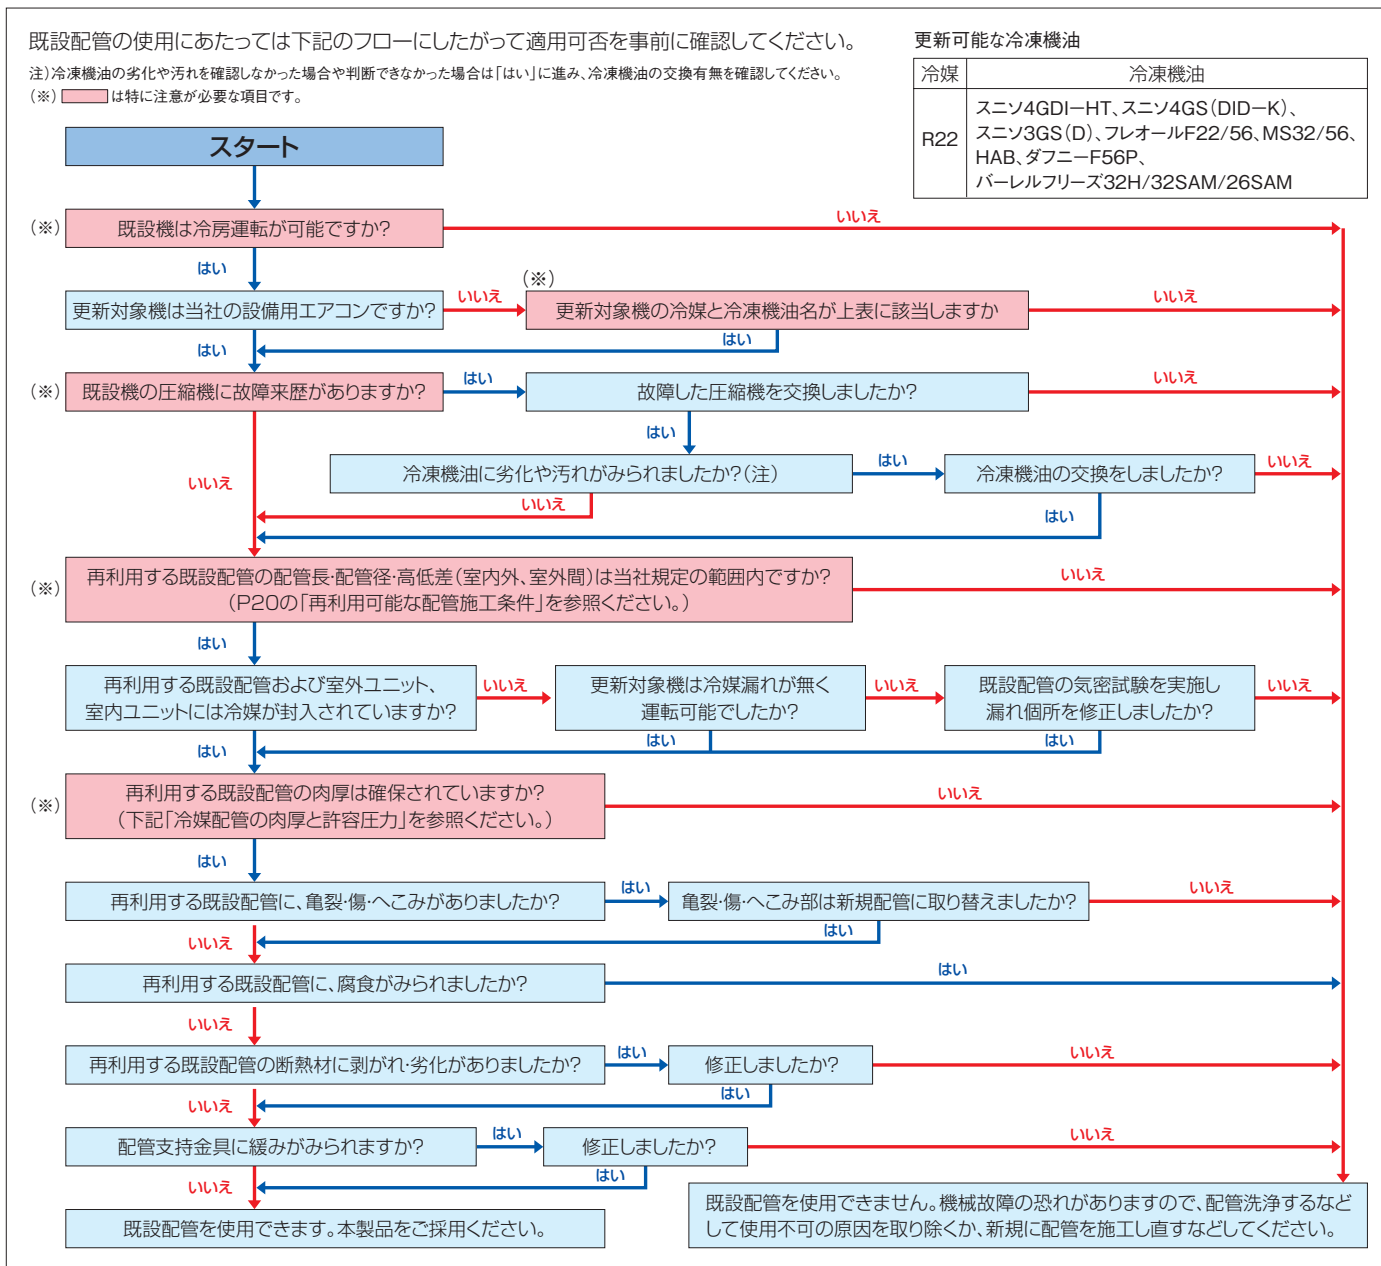 既設配管の使用にあたっては下記のフローにしたがって適用可否を事前に確認してください。
注)冷凍機油の劣化や汚れを確認しなかった場合や判断できなかった場合は「はい」に進み、冷凍機油の交換有無を確認してください。
(※) は特に注意が必要な項目です。
更新可能な冷凍機油
冷媒 冷凍機油
R22
スニソ4GDI-HT、スニソ4GS(DID-K)、
スニソ3GS(D)、フレオールF22/56、MS32/56、
HAB、ダフニーF56P、
バーレルフリーズ32H/32SAM/26SAM
スタート
(※) 既設機は冷房運転が可能ですか? いいえ
はい
(※)
更新対象機は当社の設備用エアコンですか? いいえ 更新対象機の冷媒と冷凍機油名が上表に該当しますか いいえ
はい はい
(※) 既設機の圧縮機に故障来歴がありますか? はい 故障した圧縮機を交換しましたか? いいえ
はい
冷凍機油に劣化や汚れがみられましたか?(注) はい 冷凍機油の交換をしましたか? いいえ
いいえ いいえ はい
(※) 再利用する既設配管の配管長・配管径・高低差(室内外、室外間)は当社規定の範囲内ですか?
(P20の「再利用可能な配管施工条件」を参照ください。)
いいえ
はい
再利用する既設配管および室外ユニット、
室内ユニットには冷媒が封入されていますか?
いいえ
更新対象機は冷媒漏れが無く
運転可能でしたか?
いいえ
既設配管の気密試験を実施し
漏れ個所を修正しましたか?
いいえ
はい はい はい
(※) 再利用する既設配管の肉厚は確保されていますか?
(下記「冷媒配管の肉厚と許容圧力」を参照ください。)
いいえ
はい
再利用する既設配管に、亀裂・傷・へこみがありましたか? はい 亀裂・傷・へこみ部は新規配管に取り替えましたか? いいえ
いいえ はい
再利用する既設配管に、腐食がみられましたか? はい
いいえ
再利用する既設配管の断熱材に剥がれ・劣化がありましたか? はい 修正しましたか? いいえ
いいえ はい
配管支持金具に緩みがみられますか? はい 修正しましたか? いいえ
いいえ はい
既設配管を使用できます。本製品をご採用ください。
既設配管を使用できません。機械故障の恐れがありますので、配管洗浄するなど
して使用不可の原因を取り除くか、新規に配管を施工し直すなどしてください。